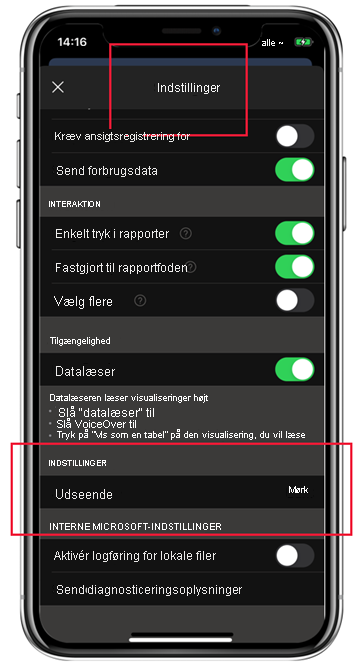 14:16
alle ~
Indstillinger
Kræv ansigtsregistrering for
Send forbrugsdata
INTERAKTION
Enkelt tryk i rapporter ?
Fastgjort til rapportfoden ?
Vælg flere ?
Tilgængelighed
Datalæser
Datalæseren læser visualiseringer højt
Slå "datalæser" til
Slå VoiceOver til
Tryk på "vis som en tabel" på den visualisering, du vil læse
INDSTILLINGER
Udseende Mørk
INTERNE MICROSOFT-INDSTILLINGER
Aktivér logføring for lokale filer
Send diagnosticeringsoplysninger